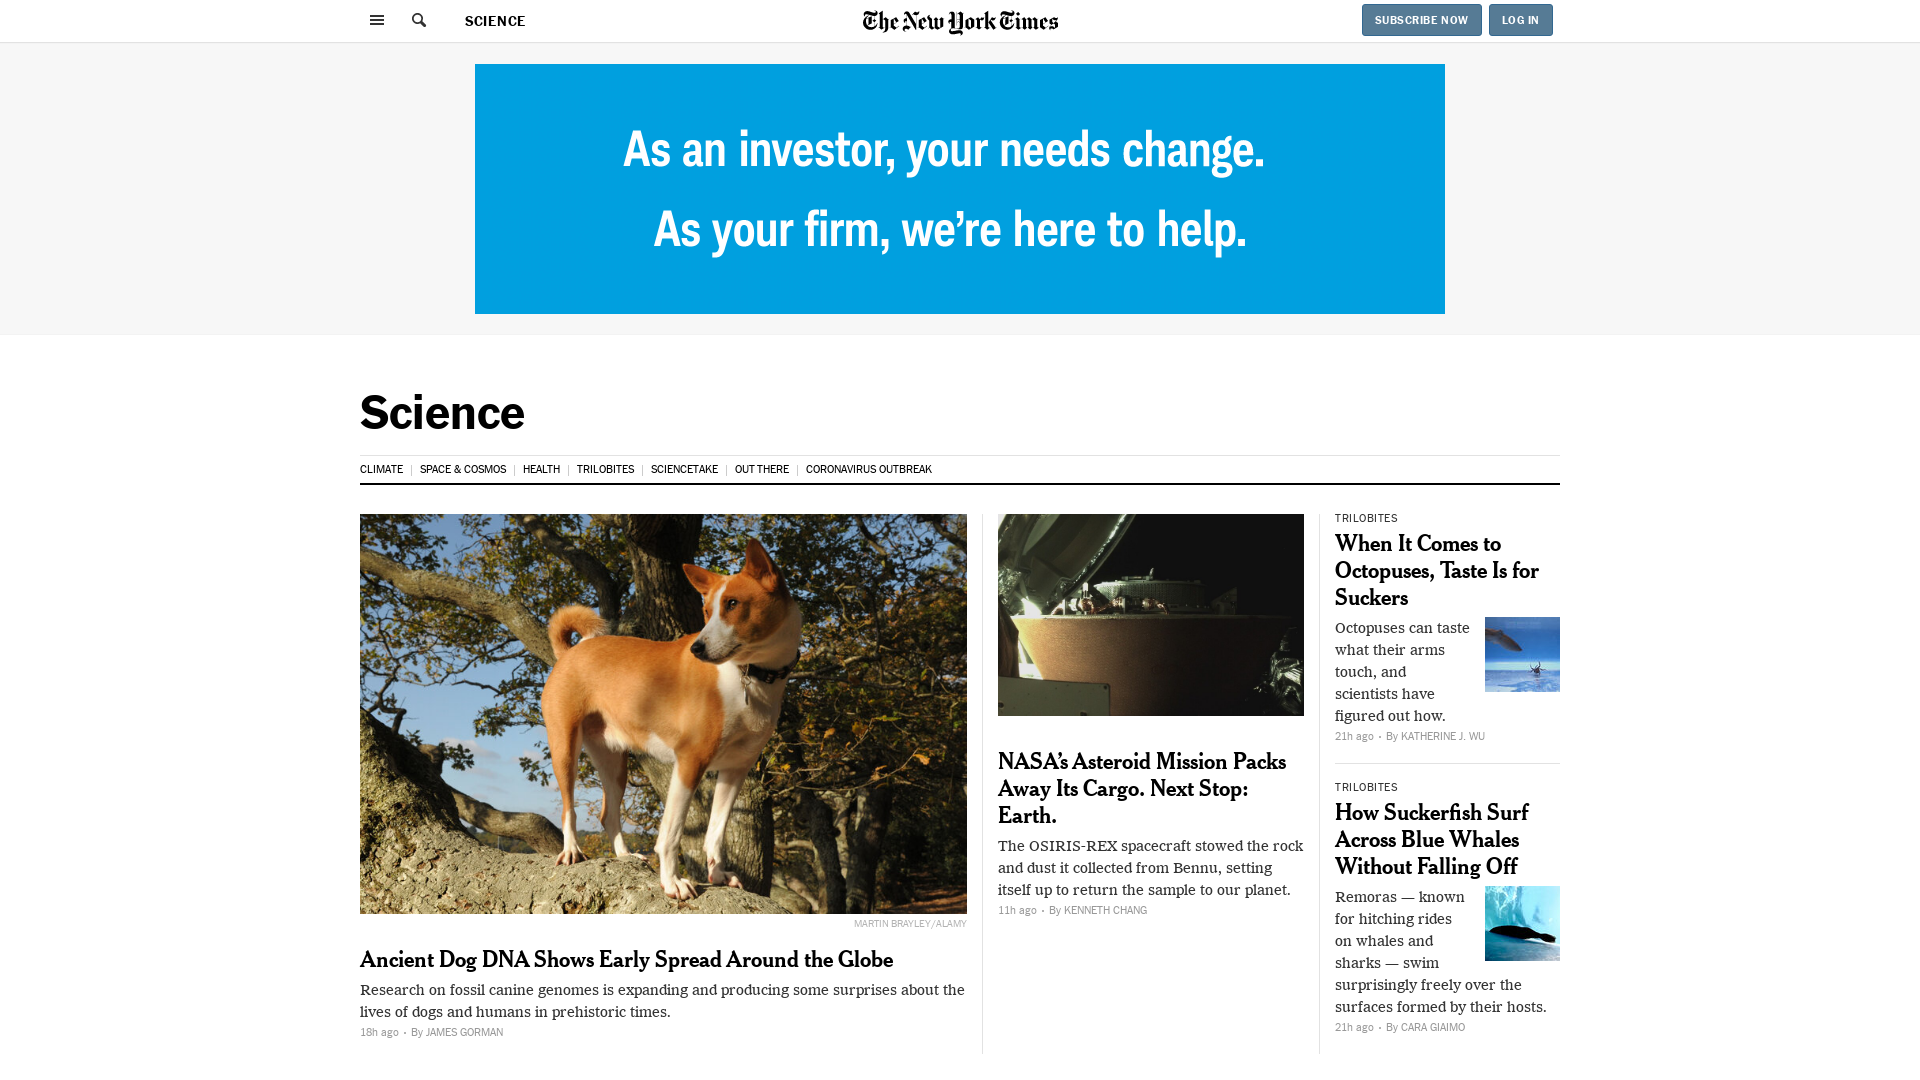 SCIENCE
The New York Times
SUBSCRIBE NOW
LOG IN
As an investor, your needs change.
As your firm, we’re here to help.
Science
CLIMATE
SPACE & COSMOS
HEALTH
TRILOBITES
SCIENCETAKE
OUT THERE
CORONAVIRUS OUTBREAK
MARTIN BRAYLEY/ALAMY
Ancient Dog DNA Shows Early Spread Around the Globe
Research on fossil canine genomes is expanding and producing some surprises about the
lives of dogs and humans in prehistoric times.
18h ago • By JAMES GORMAN
NASA’s Asteroid Mission Packs
Away Its Cargo. Next Stop:
Earth.
The OSIRIS-REX spacecraft stowed the rock
and dust it collected from Bennu, setting
itself up to return the sample to our planet.
11h ago • By KENNETH CHANG
TRILOBITES
When It Comes to
Octopuses, Taste Is for
Suckers
Octopuses can taste
what their arms
touch, and
scientists have
figured out how.
21h ago • By KATHERINE J. WU
TRILOBITES
How Suckerfish Surf
Across Blue Whales
Without Falling Off
Remoras — known
for hitching rides
on whales and
sharks — swim
surprisingly freely over the
surfaces formed by their hosts.
21h ago • By CARA GIAIMO